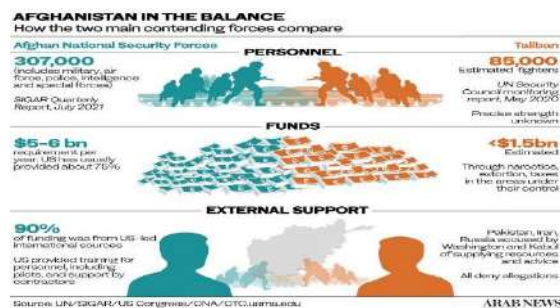 AFGHANISTAN IN THE BALANCE
How the two main contending forces compare
Afghan National Security Forces
Taliban
PERSONNEL
307,000
(includes military, air
force, police, intelligence
and special forces)
SIGAR Quarterly
Report, July 2021
85,000
Estimated fighters
UN Security
Council monitoring
report, May 2020
Precise strength
unknown
FUNDS
$5-6 bn
requirement per
year. US has usually
provided about 75%
<$1.5bn
Estimated
Through narcotics,
extortion, taxes
in the areas under
their control
EXTERNAL SUPPORT
90%
of funding was from US-led
international sources
US provided training for
personnel, including
pilots, and support by
contractors
Pakistan, Iran,
Russia accused by
Washington and Kabul
of supplying resources
and advice
All deny allegations
Source: UN/SIGAR/US Congress/CNA/CTC.usma.edu
ARAB NEWS